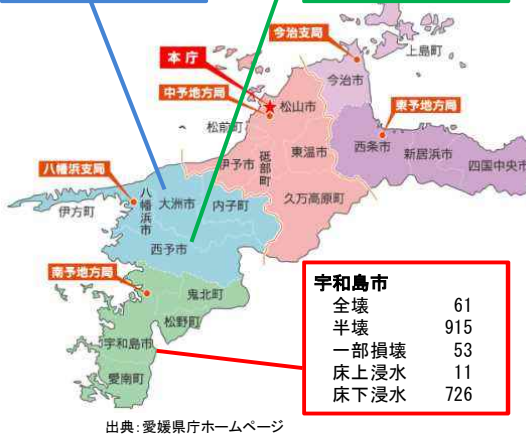 今治支局
上島町
本庁
今治市
中予地方局
松山市
東予地方局
松前町
砥部町
東温市
西条市
新居浜市
四国中央市
伊予市
八幡浜支局
八幡浜市
大洲市
内子町
久万高原町
伊方町
西予市
南予地方局
鬼北町
松野町
宇和島市
愛南町
宇和島市
全壊 61
半壊 915
一部損壊 53
床上浸水 11
床下浸水 726
出典：愛媛県庁ホームページ